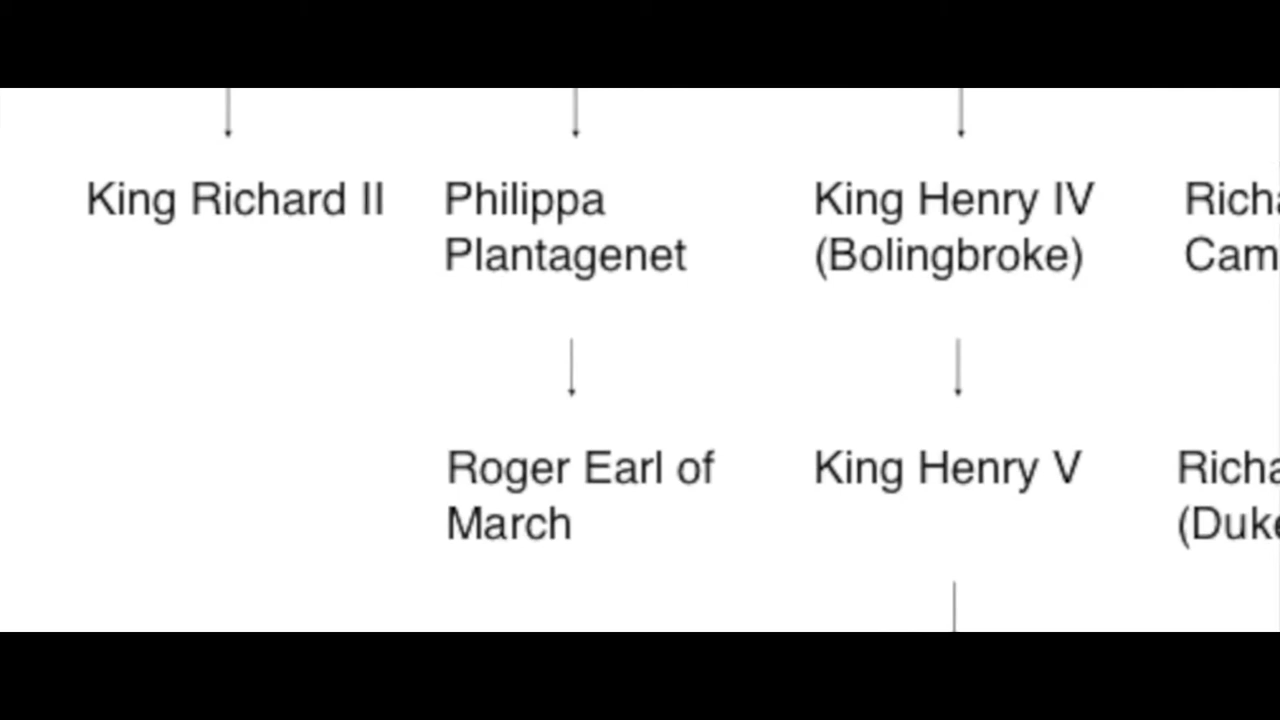 King Richard II
Philippa
Plantagenet
King Henry IV
(Bolingbroke)
Roger Earl of
March
King Henry V